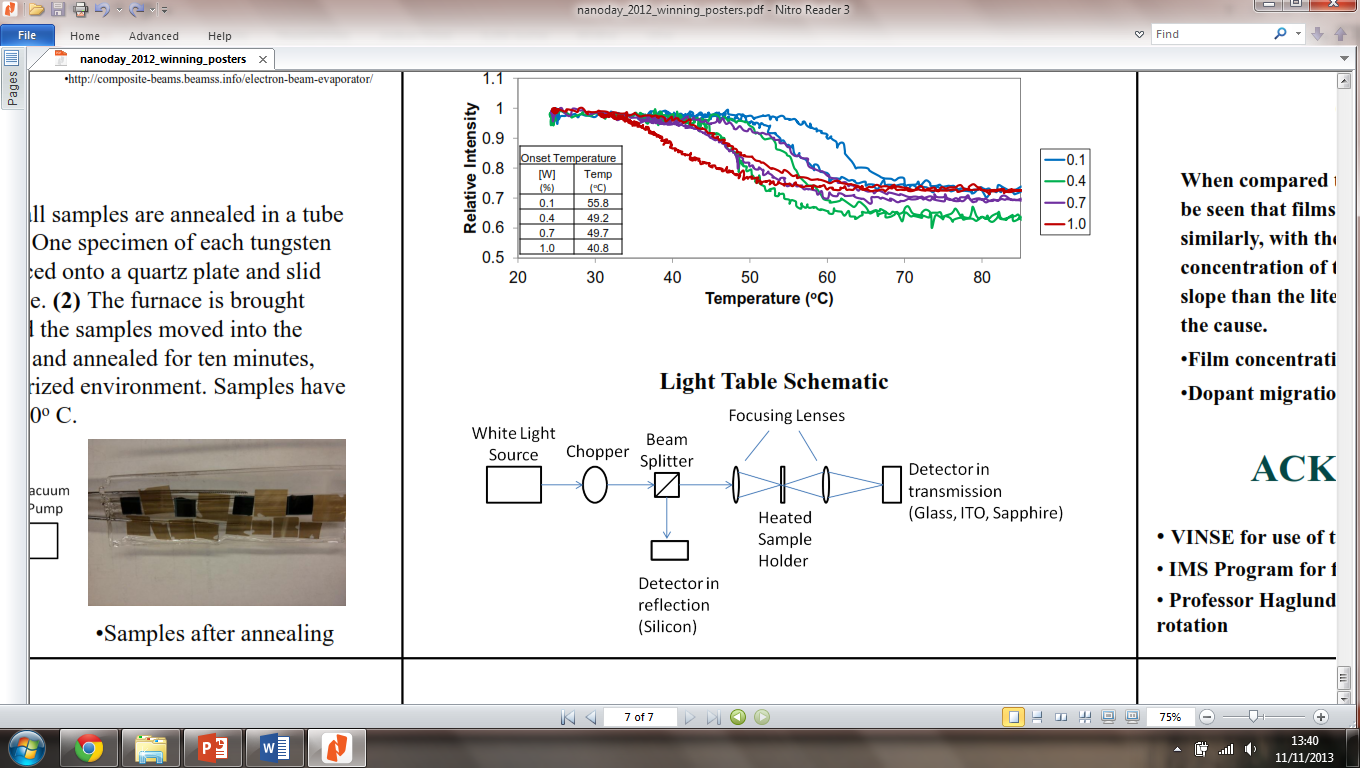 nanoday_2012_winning_posters.pdf - Nitro Reader 3
File Home Advanced Help
Find
nanoday_2012_winning_posters
Pages
•http://composite-beams.beamss.info/electron-beam-evaporator/
all samples are annealed in a tube
One specimen of each tungsten
ced onto a quartz plate and slid
e. (2) The furnace is brought
d the samples moved into the
and annealed for ten minutes,
rized environment. Samples have
0º C.
acuum
Pump
•Samples after annealing
Relative Intensity
1.1
1
0.9
0.8
0.7
0.6
0.5
20 30 40 50 60 70 80
Temperature (ºC)
Onset Temperature
[W] Temp
(%) (ºC)
0.1 55.8
0.4 49.2
0.7 49.7
1.0 40.8
0.1
0.4
0.7
1.0
Light Table Schematic
Focusing Lenses
White Light
Source
Chopper
Beam
Splitter
Detector in
transmission
(Glass, ITO, Sapphire)
Heated
Sample
Holder
Detector in
reflection
(Silicon)
When compared t
be seen that films
similarly, with the
concentration of t
slope than the lite
the cause.
•Film concentrati
•Dopant migratio
ACK
• VINSE for use of t
• IMS Program for f
• Professor Haglund
rotation
7 of 7
75%
13:40
11/11/2013